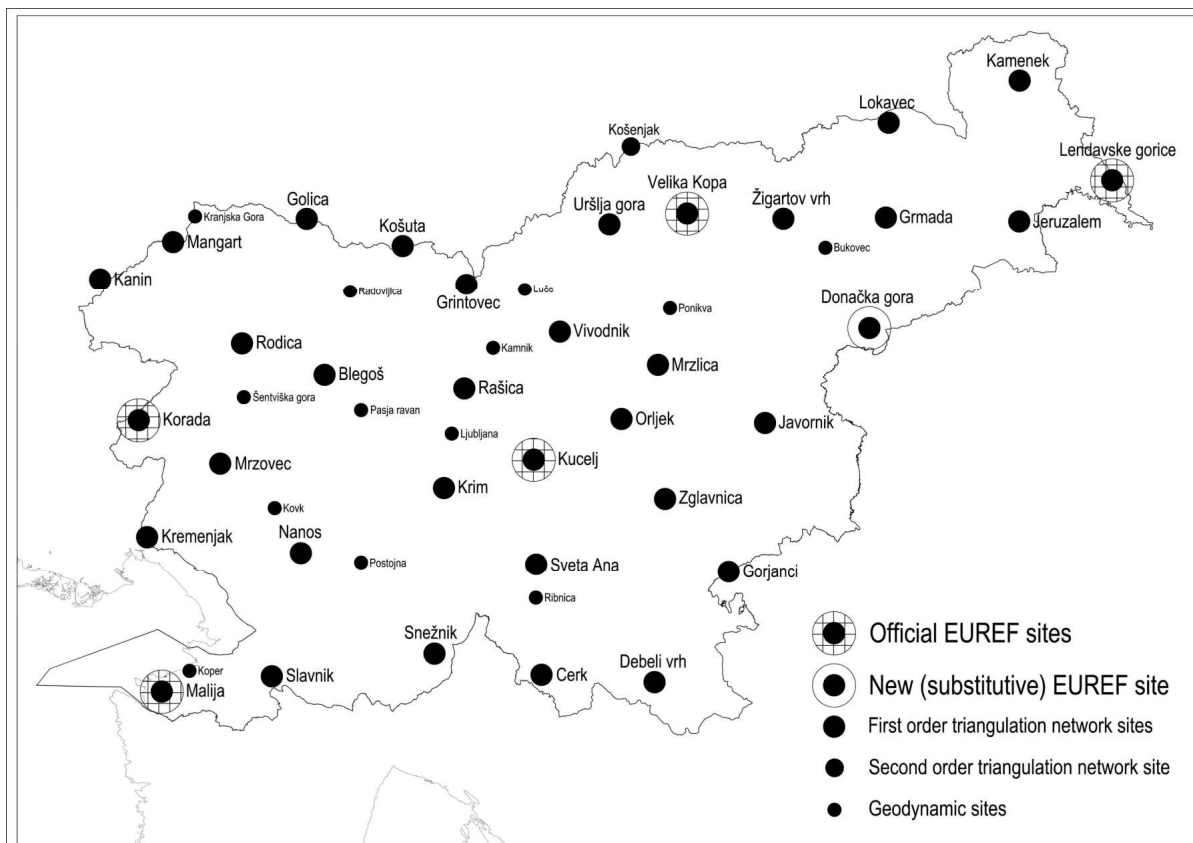 Kamenek
Lokavec
Košenjak
Lendavske gorice
Velika Kopa
Žigartov vrh
Golica
Uršlja gora
Kranjska Gora
Grmada
Jeruzalem
Košuta
Mangart
Bukovec
Kanin
Radovljica
Grintovec
Luče
Donačka gora
Ponikva
Vivodnik
Rodica
Kamnik
Mrzlica
Blegoš
Rašica
Šentviška gora
Pasja ravan
Korada
Orljek
Javornik
Ljubljana
Kucelj
Mrzovec
Krim
Zglavnica
Kovk
Nanos
Kremenjak
Postojna
Sveta Ana
Gorjanci
Ribnica
Snežnik
Debeli vrh
Koper
Slavnik
Cerk
Malija
Official EUREF sites
New (substitutive) EUREF site
First order triangulation network sites
Second order triangulation network site
Geodynamic sites